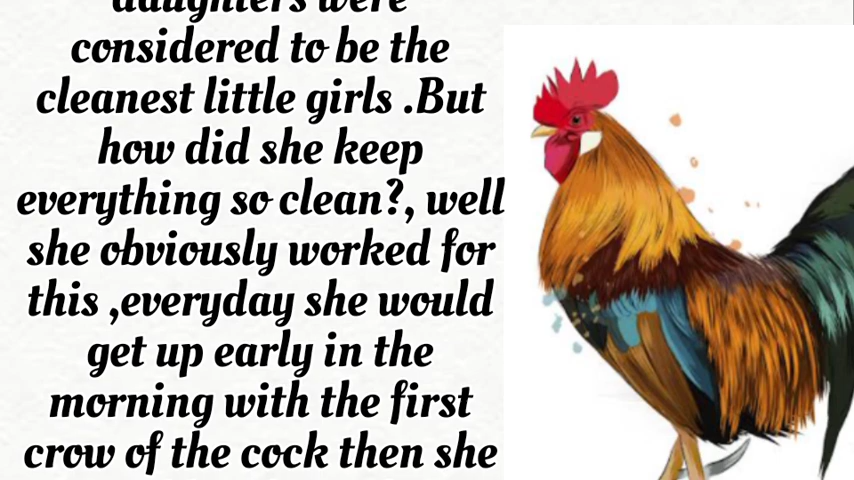 daughters were
considered to be the
cleanest little girls .But
how did she keep
everything so clean?, well
she obviously worked for
this ,everyday she would
get up early in the
morning with the first
crow of the cock then she